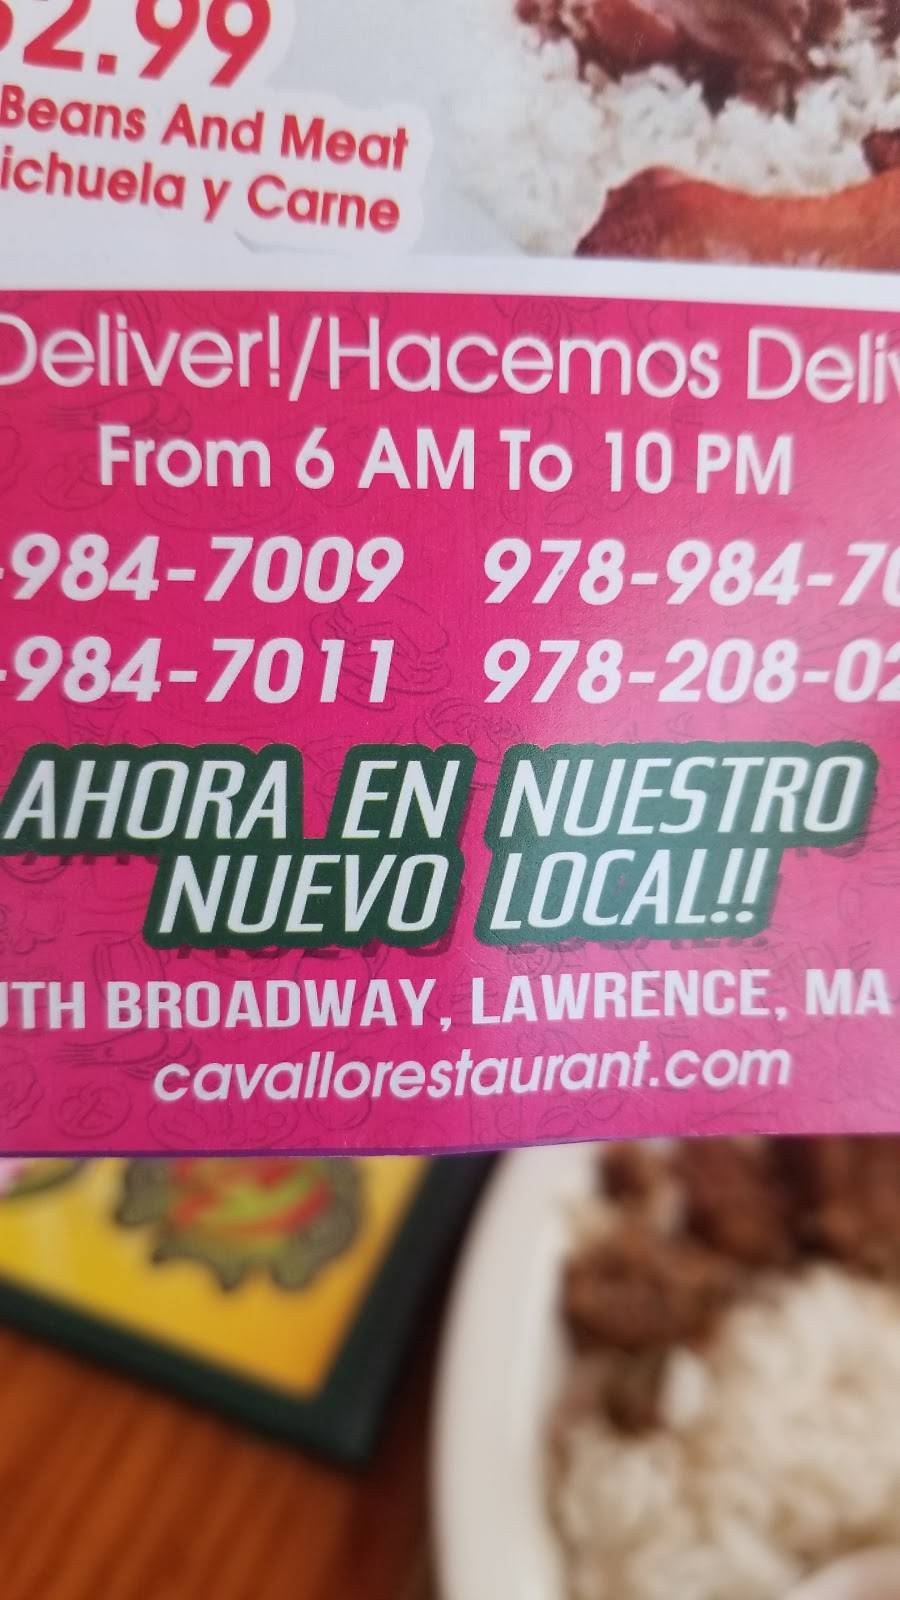 2.99
Beans And Meat
ichuela y Carne
Deliver!/Hacemos Deliv
From 6 AM To 10 PM
-984-7009 978-984-70
-984-7011 978-208-02
AHORA EN NUESTRO
NUEVO LOCAL!!
UTH BROADWAY, LAWRENCE, MA
cavallorestaurant.com